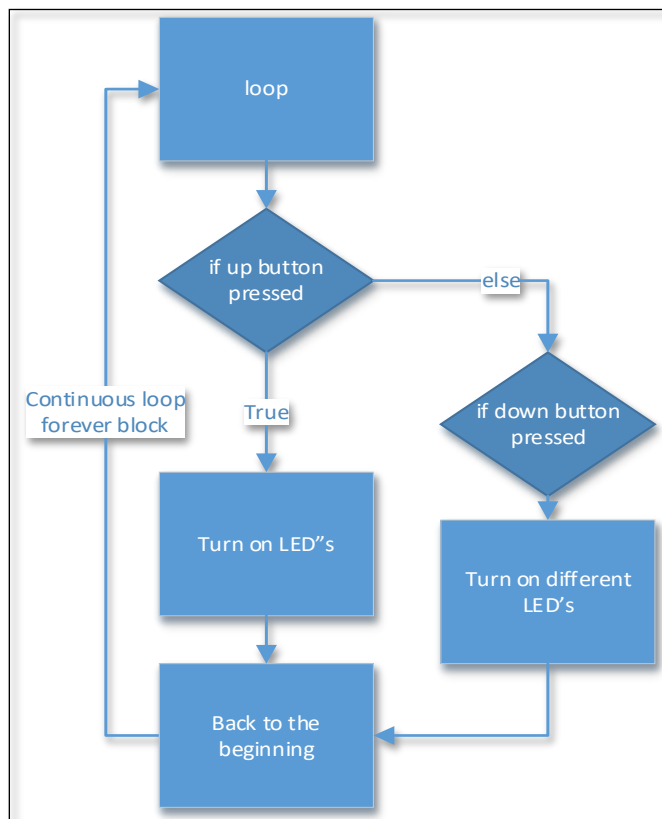 loop
if up button
pressed
else
True
if down button
pressed
Continuous loop
forever block
Turn on LED”s
Turn on different
LED’s
Back to the
beginning